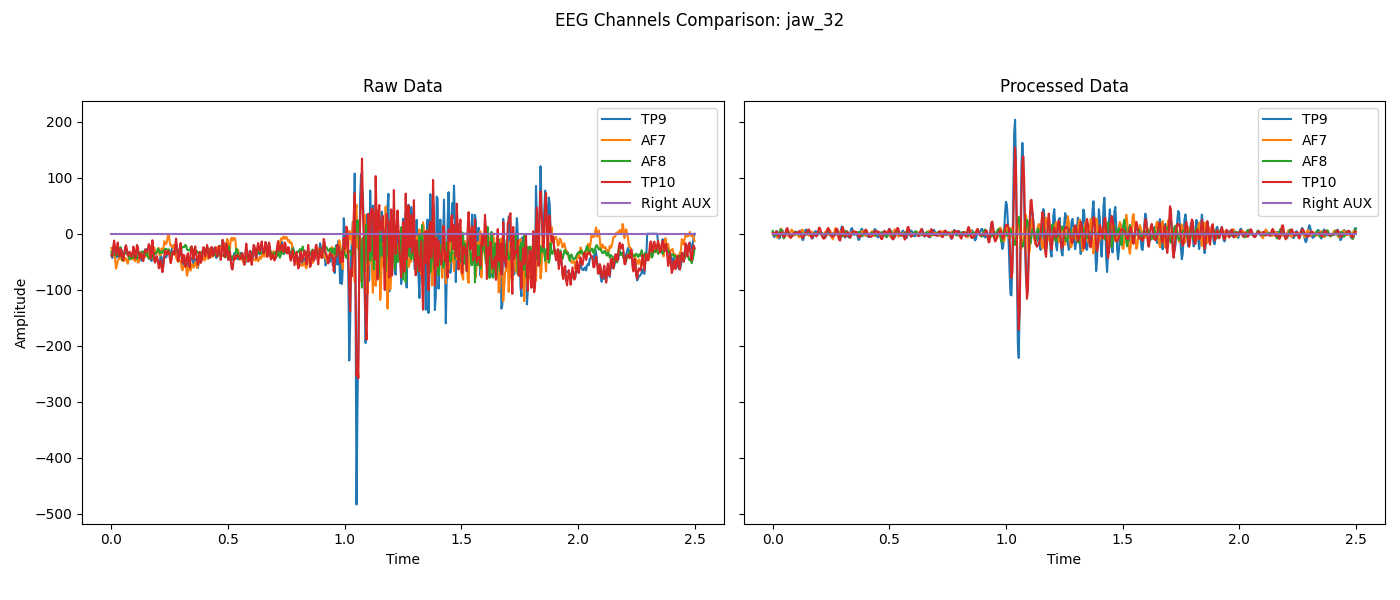 EEG Channels Comparison: jaw_32
Raw Data
Amplitude
200
100
0
−100
−200
−300
−400
−500
TP9
AF7
AF8
TP10
Right AUX
0.0 0.5 1.0 1.5 2.0 2.5
Time
Processed Data
TP9
AF7
AF8
TP10
Right AUX
0.0 0.5 1.0 1.5 2.0 2.5
Time